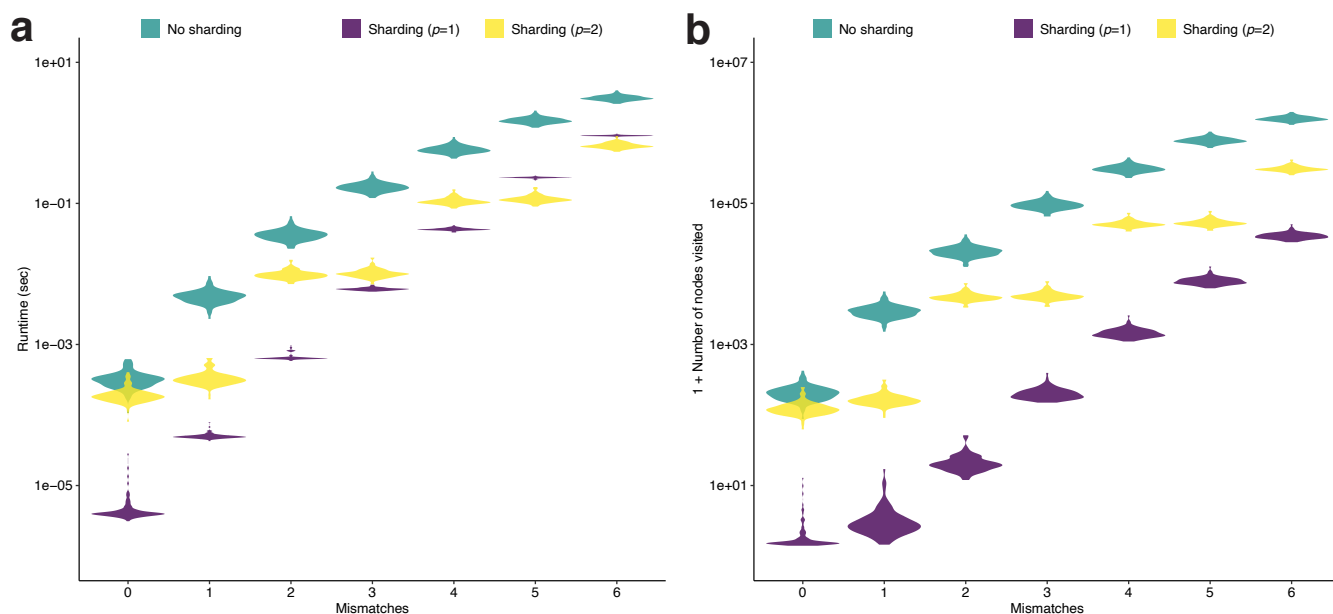 a
No sharding
Sharding (p=1)
Sharding (p=2)
Runtime (sec)
1e+01
1e−01
1e−03
1e−05
0 1 2 3 4 5 6
Mismatches
b
No sharding
Sharding (p=1)
Sharding (p=2)
1 + Number of nodes visited
1e+07
1e+05
1e+03
1e+01
0 1 2 3 4 5 6
Mismatches